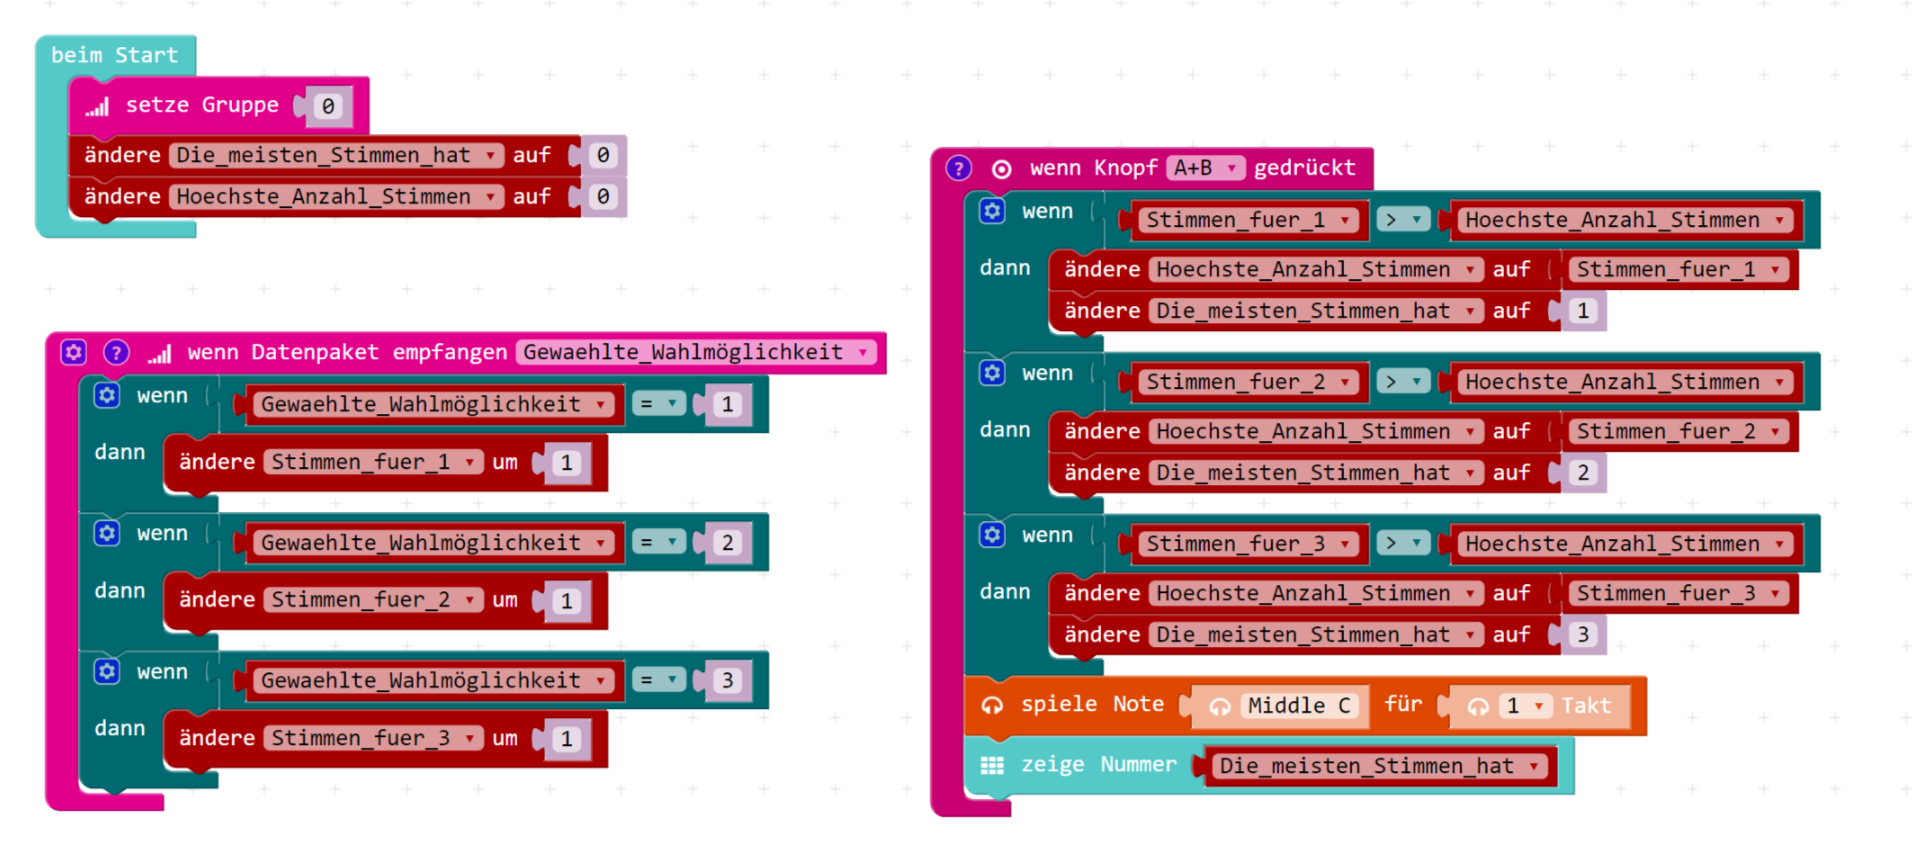 beim Start
setze Gruppe 0
ändere Die_meisten_Stimmen_hat auf 0
ändere Hoechste_Anzahl_Stimmen auf 0
? wenn Datenpaket empfangen Gewaehlte_Wahlmöglichkeit
wenn Gewaehlte_Wahlmöglichkeit = 1
dann ändere Stimmen_fuer_1 um 1
wenn Gewaehlte_Wahlmöglichkeit = 2
dann ändere Stimmen_fuer_2 um 1
wenn Gewaehlte_Wahlmöglichkeit = 3
dann ändere Stimmen_fuer_3 um 1
? wenn Knopf A+B gedrückt
wenn Stimmen_fuer_1 > Hoechste_Anzahl_Stimmen
dann ändere Hoechste_Anzahl_Stimmen auf Stimmen_fuer_1
ändere Die_meisten_Stimmen_hat auf 1
wenn Stimmen_fuer_2 > Hoechste_Anzahl_Stimmen
dann ändere Hoechste_Anzahl_Stimmen auf Stimmen_fuer_2
ändere Die_meisten_Stimmen_hat auf 2
wenn Stimmen_fuer_3 > Hoechste_Anzahl_Stimmen
dann ändere Hoechste_Anzahl_Stimmen auf Stimmen_fuer_3
ändere Die_meisten_Stimmen_hat auf 3
spiele Note Middle C für 1 Takt
zeige Nummer Die_meisten_Stimmen_hat